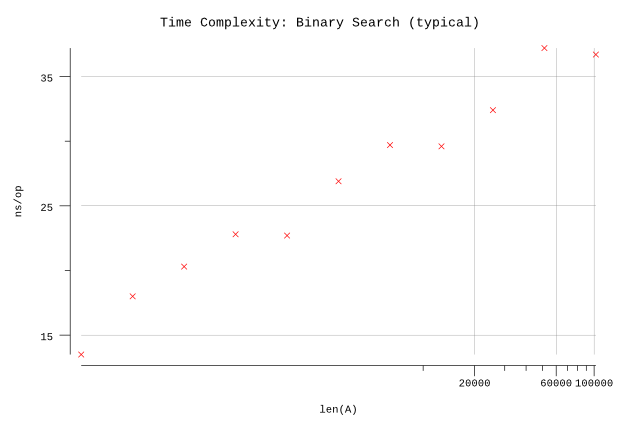 Time Complexity: Binary Search (typical)
35
25
15
ns/op
20000 60000 100000
len(A)